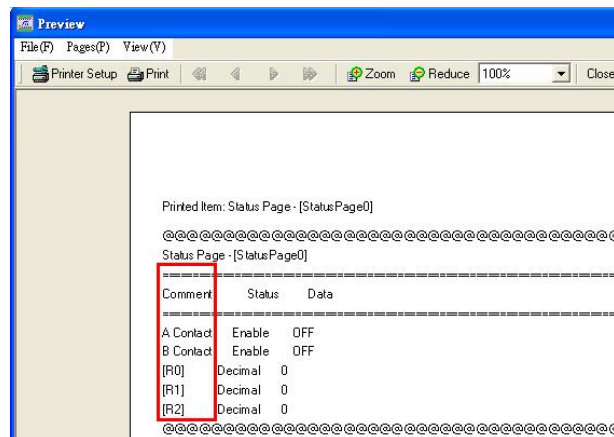 Preview
File(F) Pages(P) View(V)
Printer Setup Print Zoom Reduce 100% Close
Printed Item: Status Page - [StatusPage0]
@@@@@@@@@@@@@@@@@@@@@@@@@@@@@@@@@@@@@@
Status Page -[StatusPage0]
==========================================================
Comment Status Data
==========================================================
A Contact Enable OFF
B Contact Enable OFF
[R0] Decimal 0
[R1] Decimal 0
[R2] Decimal 0
@@@@@@@@@@@@@@@@@@@@@@@@@@@@@@@@@@@@@@